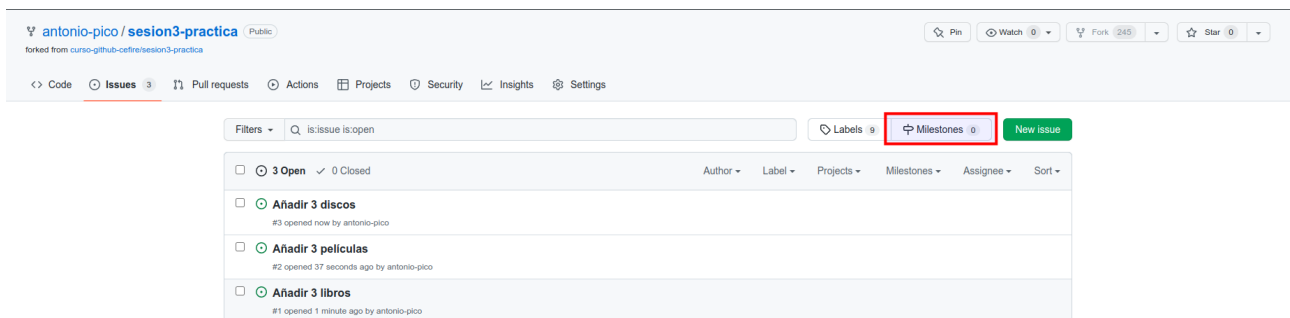 antonio-pico / sesion3-practica Public
Pin Watch 0 Fork 245 Star 0
forked from curso-github-cefire/sesion3-practica
<> Code Issues 3 Pull requests Actions Projects Security Insights Settings
Filters is:issue is:open Labels 9 Milestones 0 New issue
3 Open 0 Closed Author Label Projects Milestones Assignee Sort
Añadir 3 discos
#3 opened now by antonio-pico
Añadir 3 películas
#2 opened 37 seconds ago by antonio-pico
Añadir 3 libros
#1 opened 1 minute ago by antonio-pico